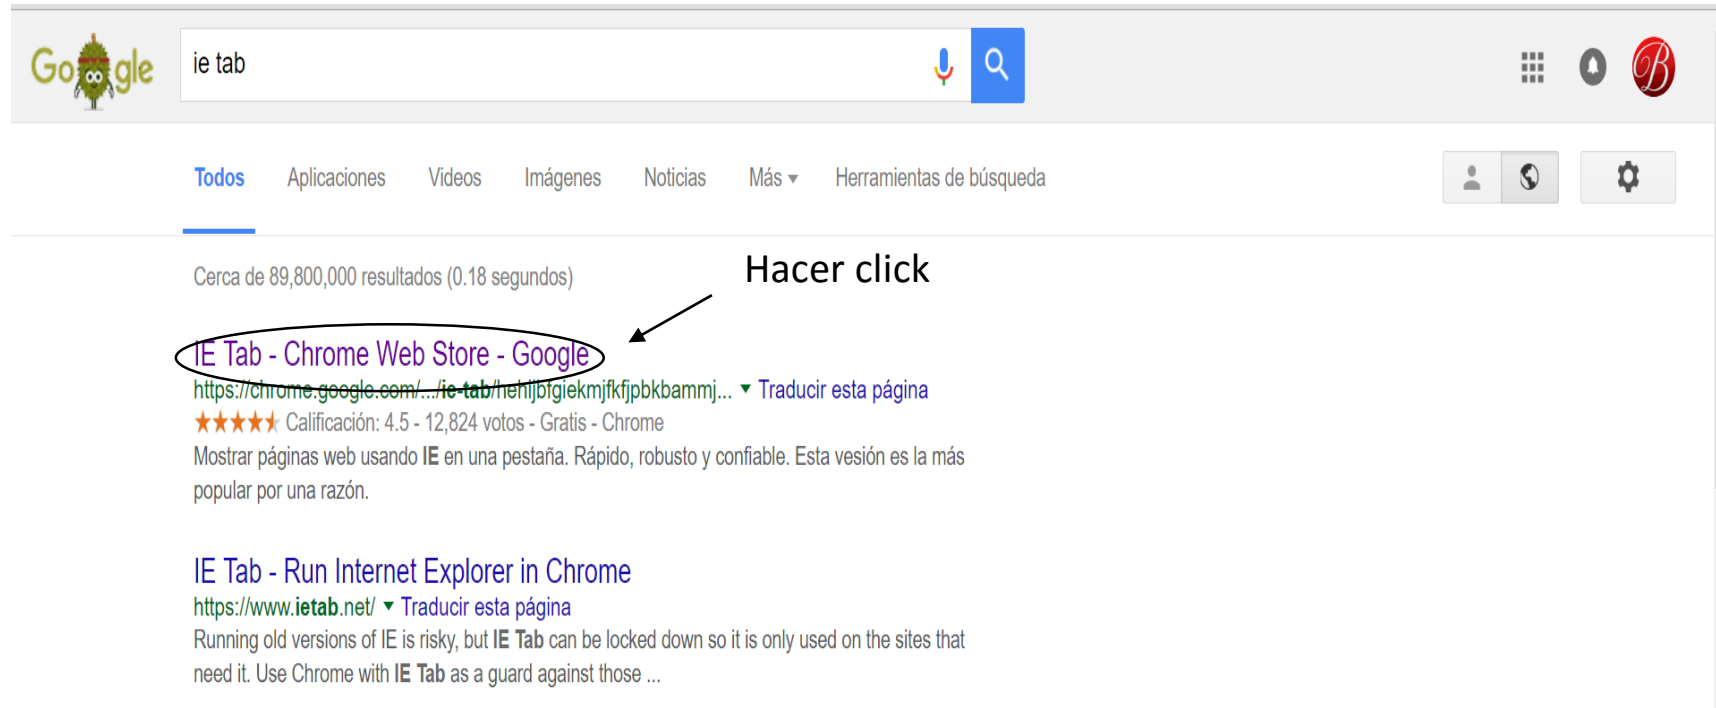 Google
ie tab
B
Todos Aplicaciones Videos Imágenes Noticias Más Herramientas de búsqueda
Cerca de 89,800,000 resultados (0.18 segundos)
Hacer click
IE Tab - Chrome Web Store - Google
https://chrome.google.com/.../ie-tab/hehijbfgiekmjfkfjpbkbammj... Traducir esta página
Calificación: 4.5 - 12,824 votos - Gratis - Chrome
Mostrar páginas web usando IE en una pestaña. Rápido, robusto y confiable. Esta vesión es la más
popular por una razón.
IE Tab - Run Internet Explorer in Chrome
https://www.ietab.net/ Traducir esta página
Running old versions of IE is risky, but IE Tab can be locked down so it is only used on the sites that
need it. Use Chrome with IE Tab as a guard against those ...